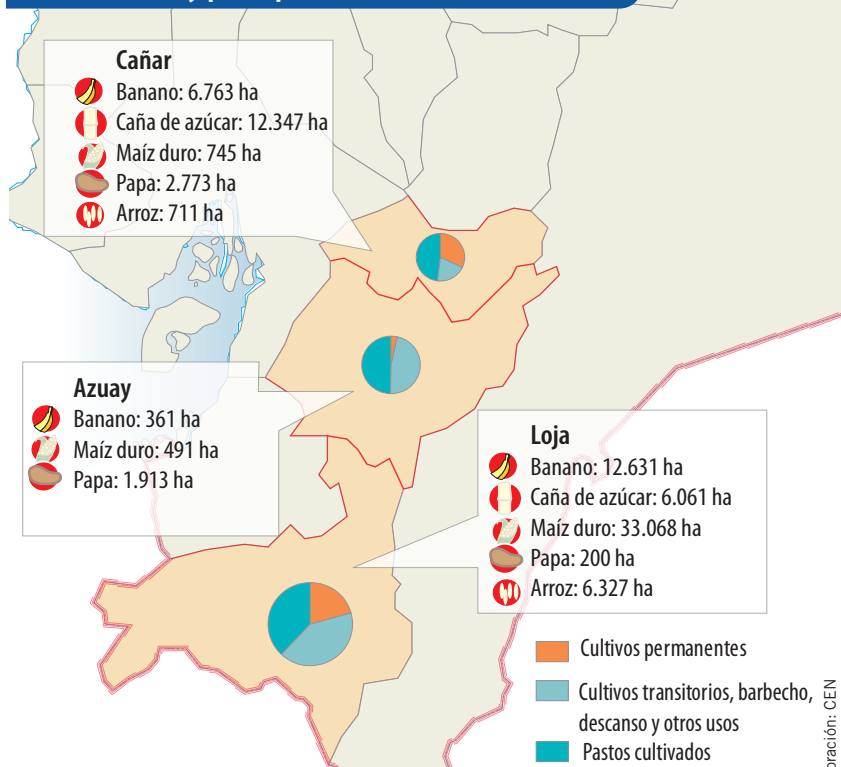 Cañar
Banano: 6.763 ha
Caña de azúcar: 12.347 ha
Maíz duro: 745 ha
Papa: 2.773 ha
Arroz: 711 ha
Azuay
Banano: 361 ha
Maíz duro: 491 ha
Papa: 1.913 ha
Loja
Banano: 12.631 ha
Caña de azúcar: 6.061 ha
Maíz duro: 33.068 ha
Papa: 200 ha
Arroz: 6.327 ha
Cultivos permanentes
Cultivos transitorios, barbecho,
descanso y otros usos
Pastos cultivados
oración: CEN